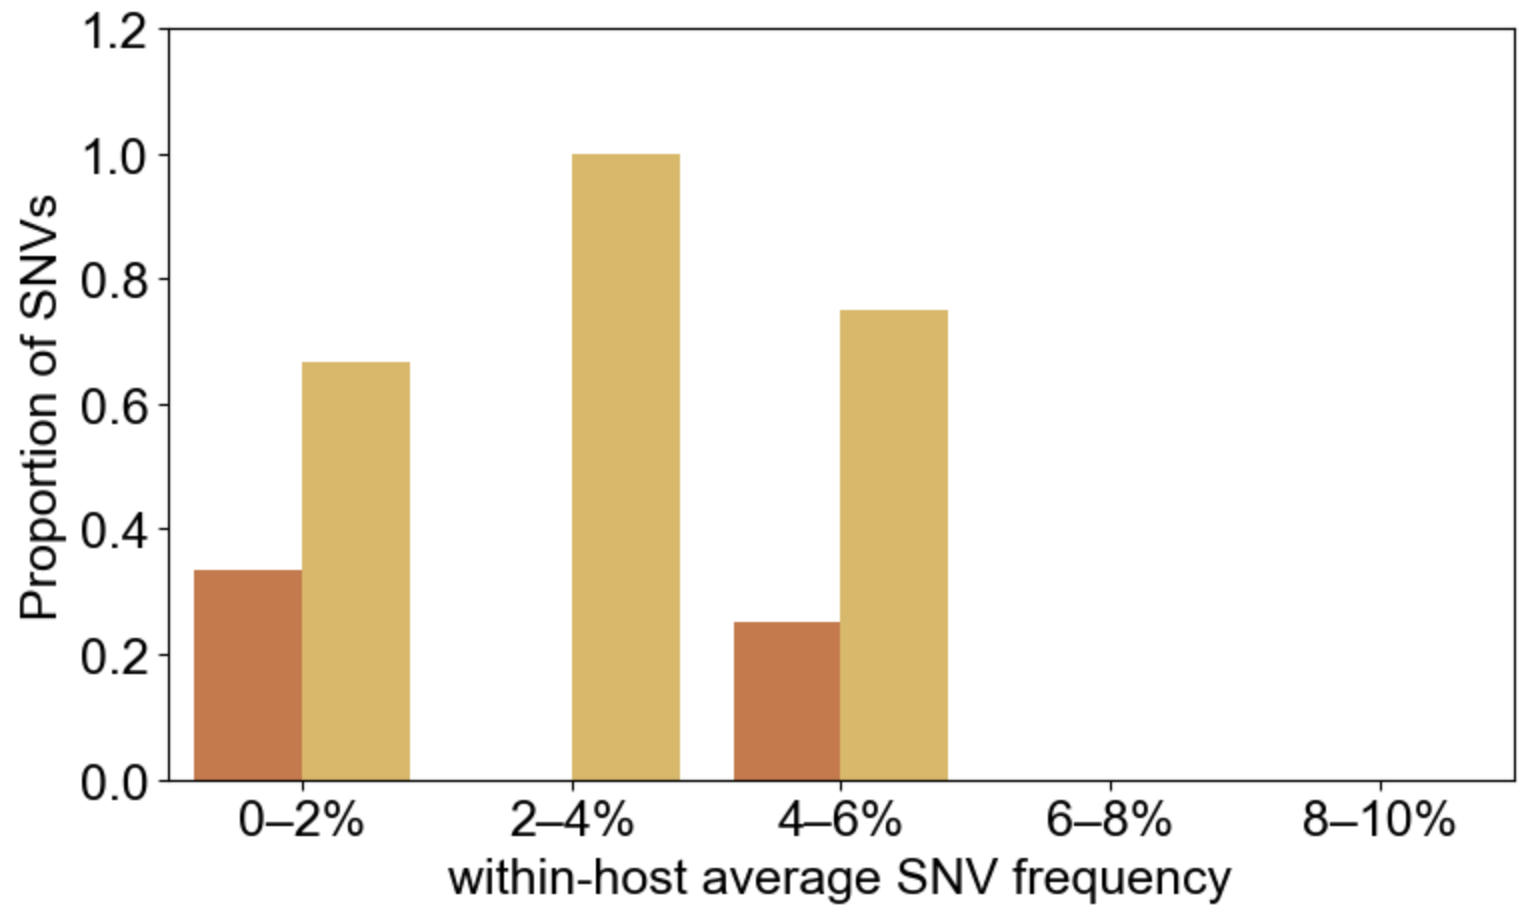 1.2
1.0
0.8
0.6
0.4
0.2
0.0
Proportion of SNVs
0–2% 2–4% 4–6% 6–8% 8–10%
within-host average SNV frequency